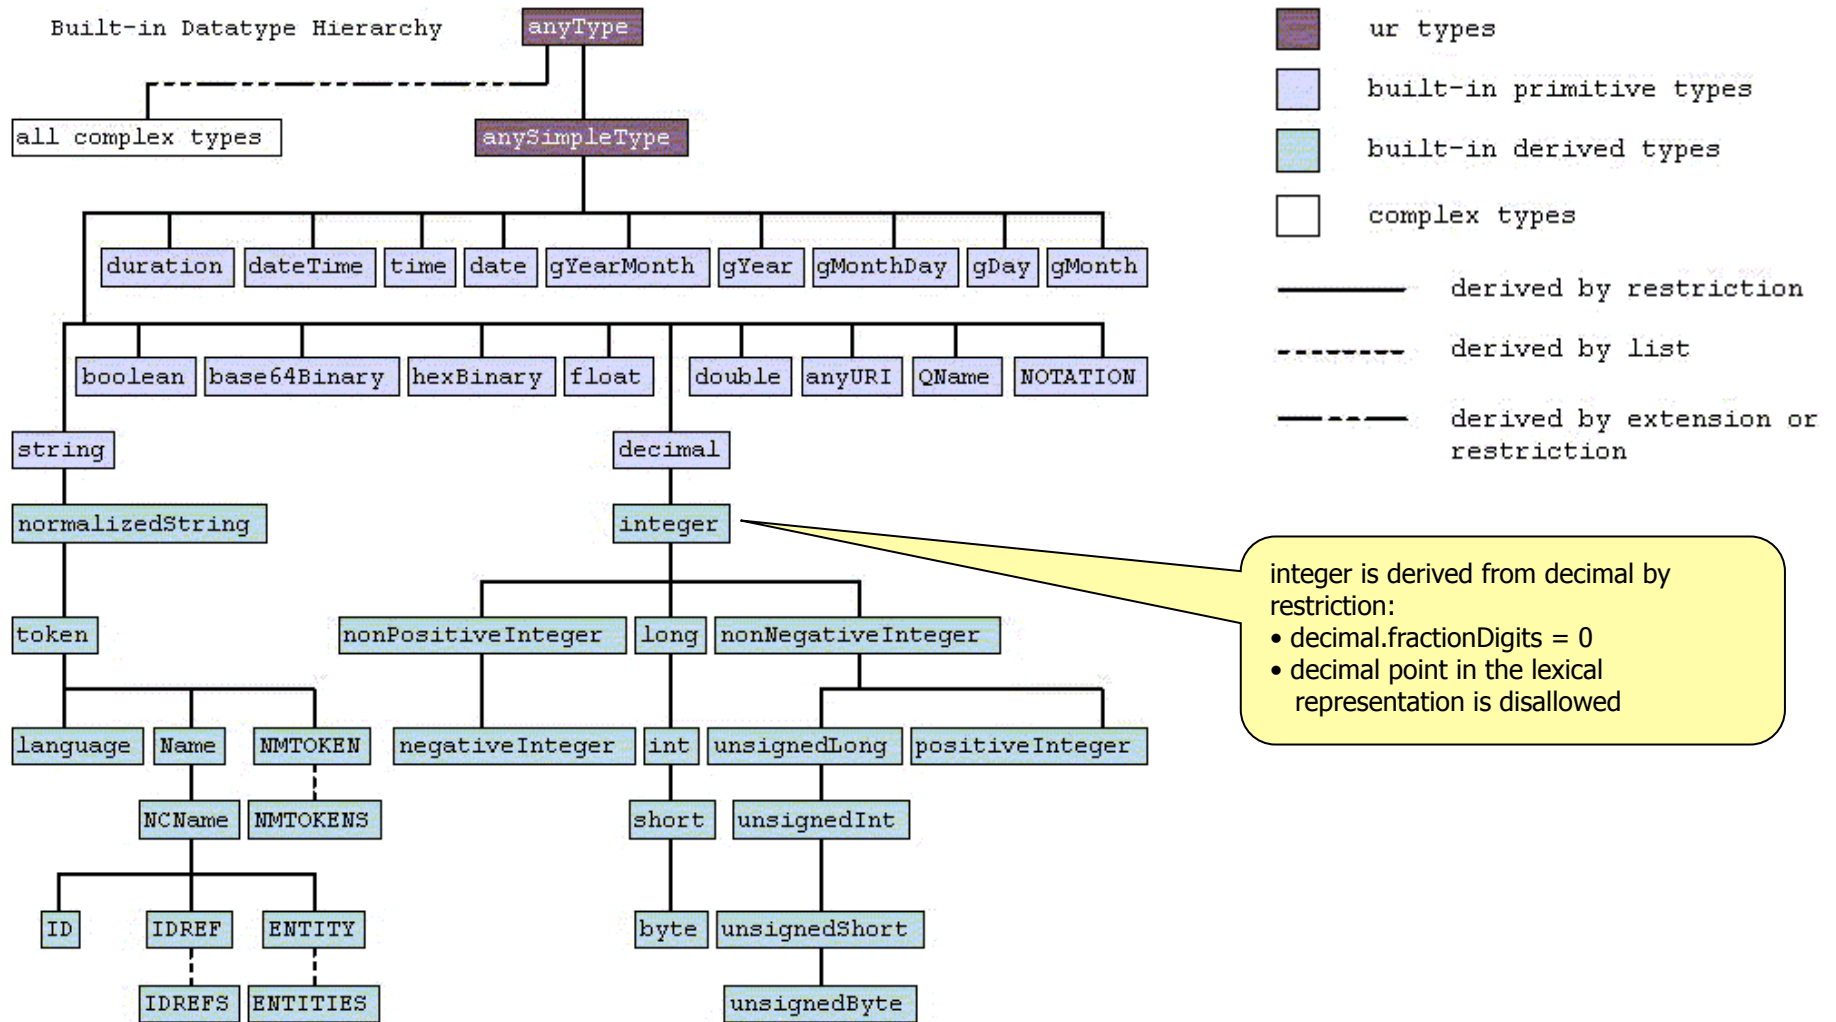 Built-in Datatype Hierarchy
anyType
ur types
built-in primitive types
all complex types
anySimpleType
built-in derived types
complex types
duration
dateTime
time
date
gYearMonth
gYear
gMonthDay
gDay
gMonth
derived by restriction
derived by list
boolean
base64Binary
hexBinary
float
double
anyURI
QName
NOTATION
derived by extension or
restriction
string
decimal
normalizedString
integer
integer is derived from decimal by
restriction:
• decimal.fractionDigits = 0
• decimal point in the lexical
representation is disallowed
token
nonPositiveInteger
long
nonNegativeInteger
language
Name
NMTOKEN
negativeInteger
int
unsignedLong
positiveInteger
NCName
NMTOKENS
short
unsignedInt
ID
IDREF
ENTITY
byte
unsignedShort
IDREFS
ENTITIES
unsignedByte